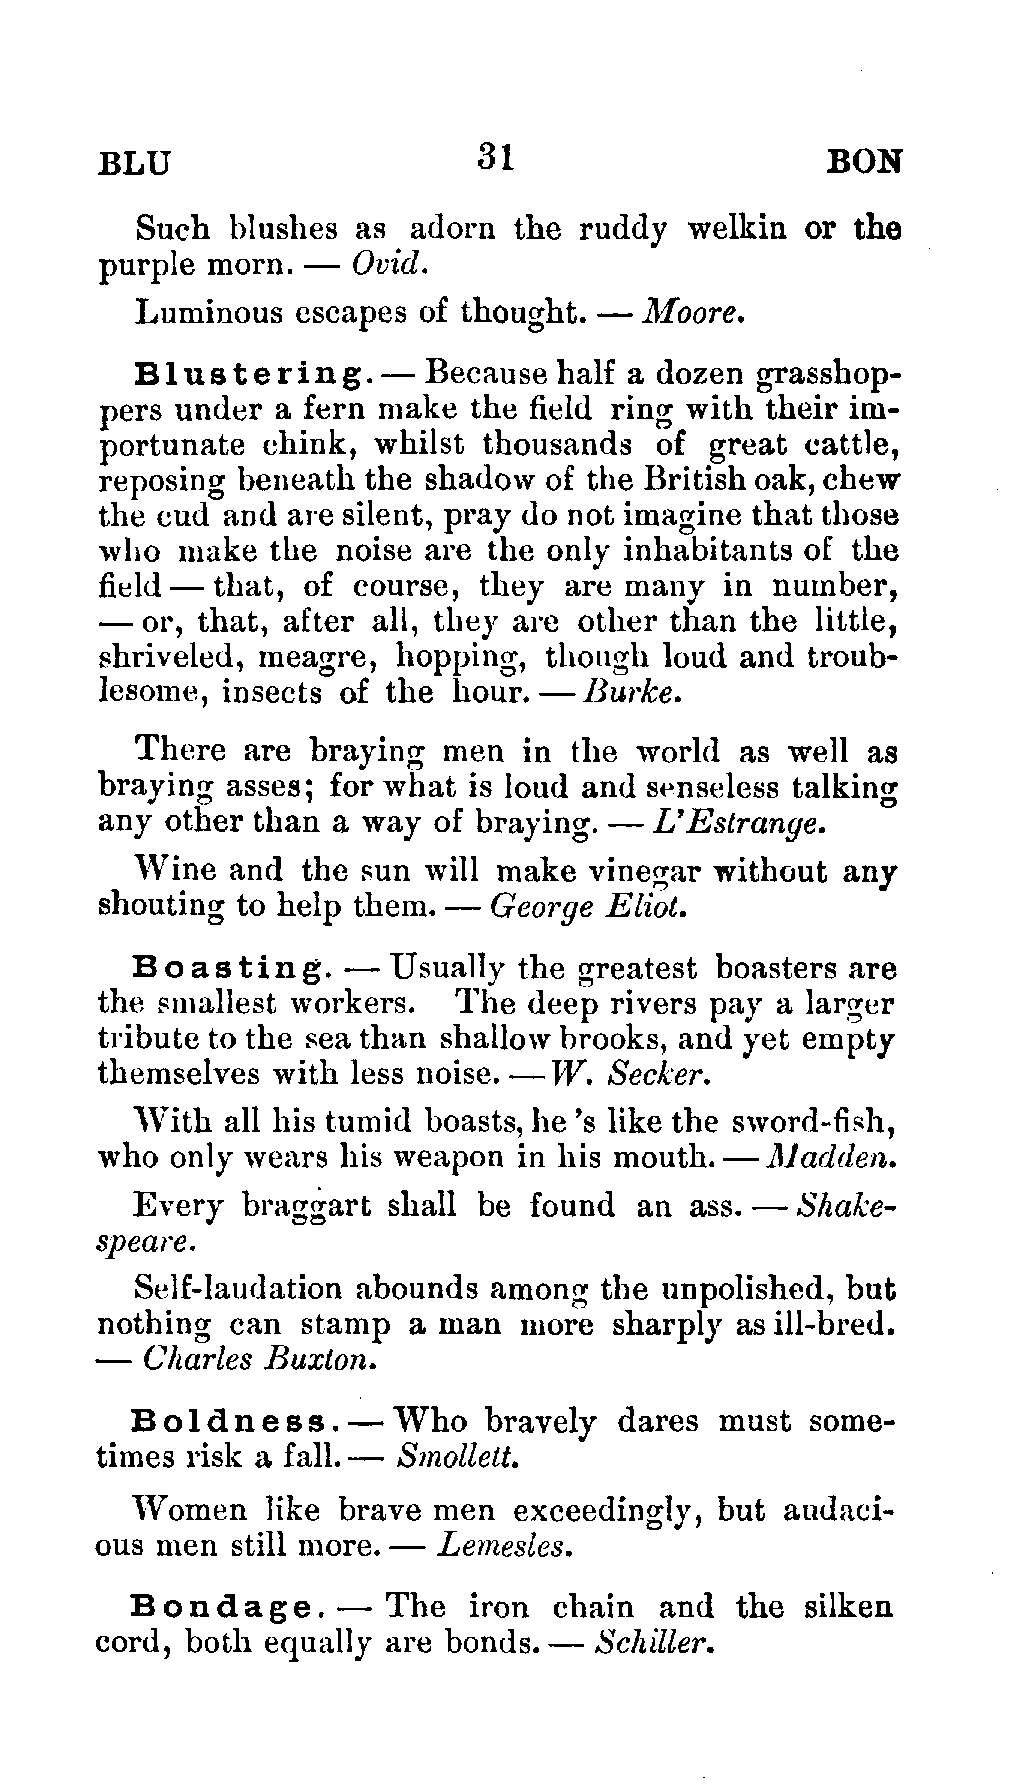 BLU 31 BON
Such blushes as adorn the ruddy welkin or the
purple morn. — Ovid.
Luminous escapes of thought. — Moore.
Blustering. — Because half a dozen grasshop-
pers under a fern make the field ring with their im-
portunate chink, whilst thousands of great cattle,
reposing beneath the shadow of the British oak, chew
the cud and are silent, pray do not imagine that those
who make the noise are the only inhabitants of the
field — that, of course, they are many in number,
— or, that, after all, they are other than the little,
shriveled, meagre, hopping, though loud and troub-
lesome, insects of the hour. — Burke.
There are braying men in the world as well as
braying asses; for what is loud and senseless talking
any other than a way of braying. — L'Estrange.
Wine and the sun will make vinegar without any
shouting to help them. — George Eliot.
Boasting. — Usually the greatest boasters are
the smallest workers. The deep rivers pay a larger
tribute to the sea than shallow brooks, and yet empty
themselves with less noise. — W. Secker.
With all his tumid boasts, he 's like the sword-fish,
who only wears his weapon in his mouth. — Madden.
Every braggart shall be found an ass. — Shake-
speare.
Self-laudation abounds among the unpolished, but
nothing can stamp a man more sharply as ill-bred.
— Charles Buxton.
Boldness. — Who bravely dares must some-
times risk a fall. — Smollett.
Women like brave men exceedingly, but audaci-
ous men still more. — Lemesles.
Bondage. — The iron chain and the silken
cord, both equally are bonds. — Schiller.